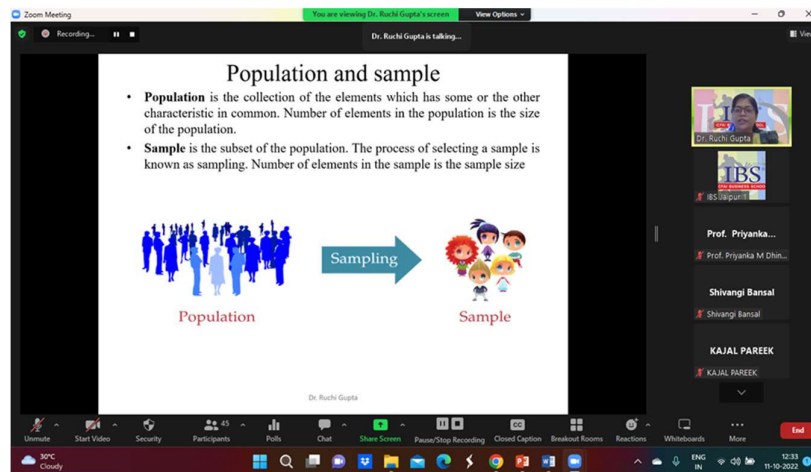 Zoom Meeting
You are viewing Dr. Ruchi Gupta's screen
View Options
Recording...
Dr. Ruchi Gupta is talking...
View
Population and sample
• Population is the collection of the elements which has some or the other
characteristic in common. Number of elements in the population is the size
of the population.
• Sample is the subset of the population. The process of selecting a sample is
known as sampling. Number of elements in the sample is the sample size
Sampling
Population
Sample
Dr. Ruchi Gupta
Dr. Ruchi Gupta
IBS
IBS Jaipur 1
Prof. Priyanka...
Prof. Priyanka M Dhin...
Shivangi Bansal
Shivangi Bansal
KAJAL PAREEK
KAJAL PAREEK
Unmute
Start Video
Security
45
Participants
Polls
Chat
Share Screen
Pause/Stop Recording
CC
Closed Caption
Breakout Rooms
Reactions
Whiteboards
More
End
30°C
Cloudy
ENG
IN
12:33
11-10-2022